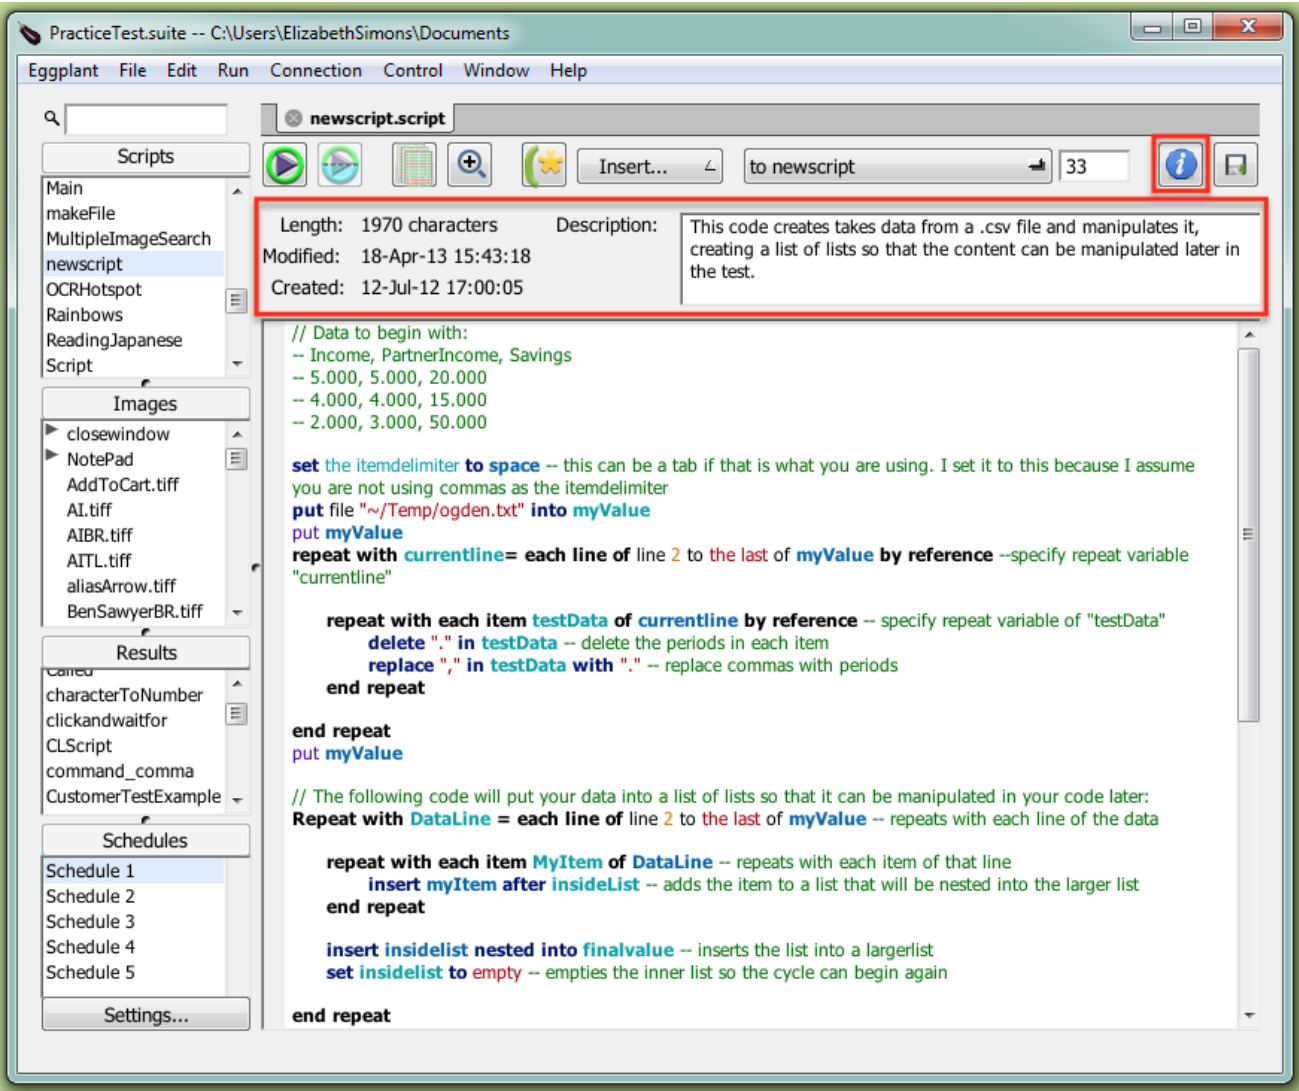 PracticeTest.suite -- C:\Users\ElizabethSimons\Documents
Eggplant File Edit Run Connection Control Window Help
newscript.script
Scripts
Insert...
to newscript
33
Main
makeFile
MultipleImageSearch
newscript
OCRHotspot
Rainbows
ReadingJapanese
Script
Length: 1970 characters
Modified: 18-Apr-13 15:43:18
Created: 12-Jul-12 17:00:05
Description:
This code creates takes data from a .csv file and manipulates it,
creating a list of lists so that the content can be manipulated later in
the test.
Images
closewindow
NotePad
AddToCart.tiff
AI.tiff
AIBR.tiff
AITL.tiff
aliasArrow.tiff
BenSawyerBR.tiff
Results
Called
characterToNumber
clickandwaitfor
CLScript
command_comma
CustomerTestExample
Schedules
Schedule 1
Schedule 2
Schedule 3
Schedule 4
Schedule 5
Settings...
// Data to begin with:
-- Income, PartnerIncome, Savings
-- 5.000, 5.000, 20.000
-- 4.000, 4.000, 15.000
-- 2.000, 3.000, 50.000
set the itemdelimiter to space -- this can be a tab if that is what you are using. I set it to this because I assume
you are not using commas as the itemdelimiter
put file "~/Temp/ogden.txt" into myValue
put myValue
repeat with currentline= each line of line 2 to the last of myValue by reference --specify repeat variable
"currentline"
repeat with each item testData of currentline by reference -- specify repeat variable of "testData"
delete "." in testData -- delete the periods in each item
replace "," in testData with "." -- replace commas with periods
end repeat
end repeat
put myValue
// The following code will put your data into a list of lists so that it can be manipulated in your code later:
Repeat with DataLine = each line of line 2 to the last of myValue -- repeats with each line of the data
repeat with each item MyItem of DataLine -- repeats with each item of that line
insert myItem after insideList -- adds the item to a list that will be nested into the larger list
end repeat
insert insidelist nested into finalvalue -- inserts the list into a largerlist
set insidelist to empty -- empties the inner list so the cycle can begin again
end repeat